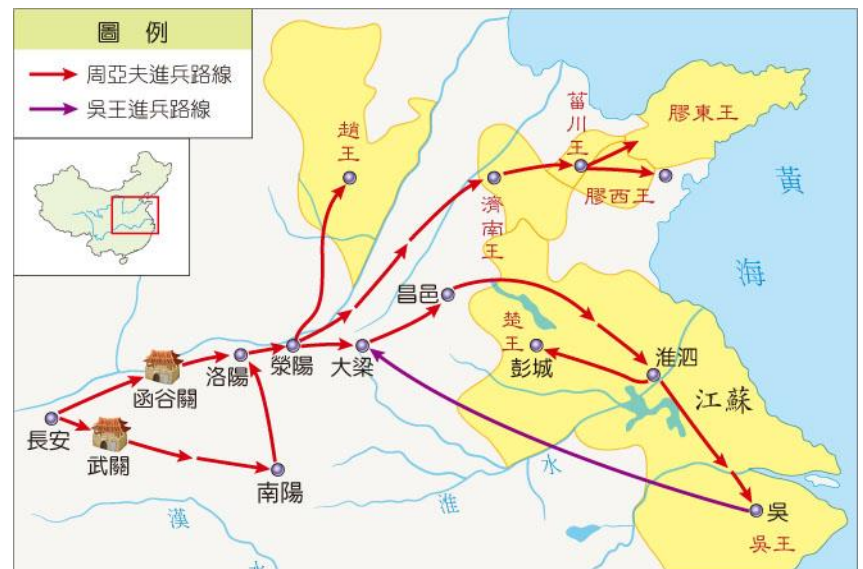 圖 例
周亞夫進兵路線
吳王進兵路線
趙王
菑川王
膠東王
膠西王
濟南王
黃海
昌邑
楚王
彭城
淮泗
江蘇
函谷關
洛陽
滎陽
大梁
長安
武關
南陽
漢水
淮水
吳
吳王